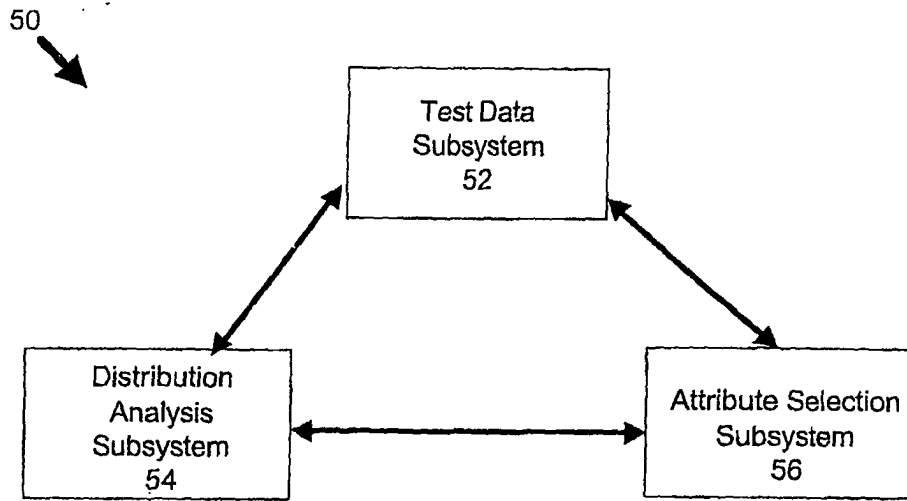 50
Test Data
Subsystem
52
Distribution
Analysis
Subsystem
54
Attribute Selection
Subsystem
56